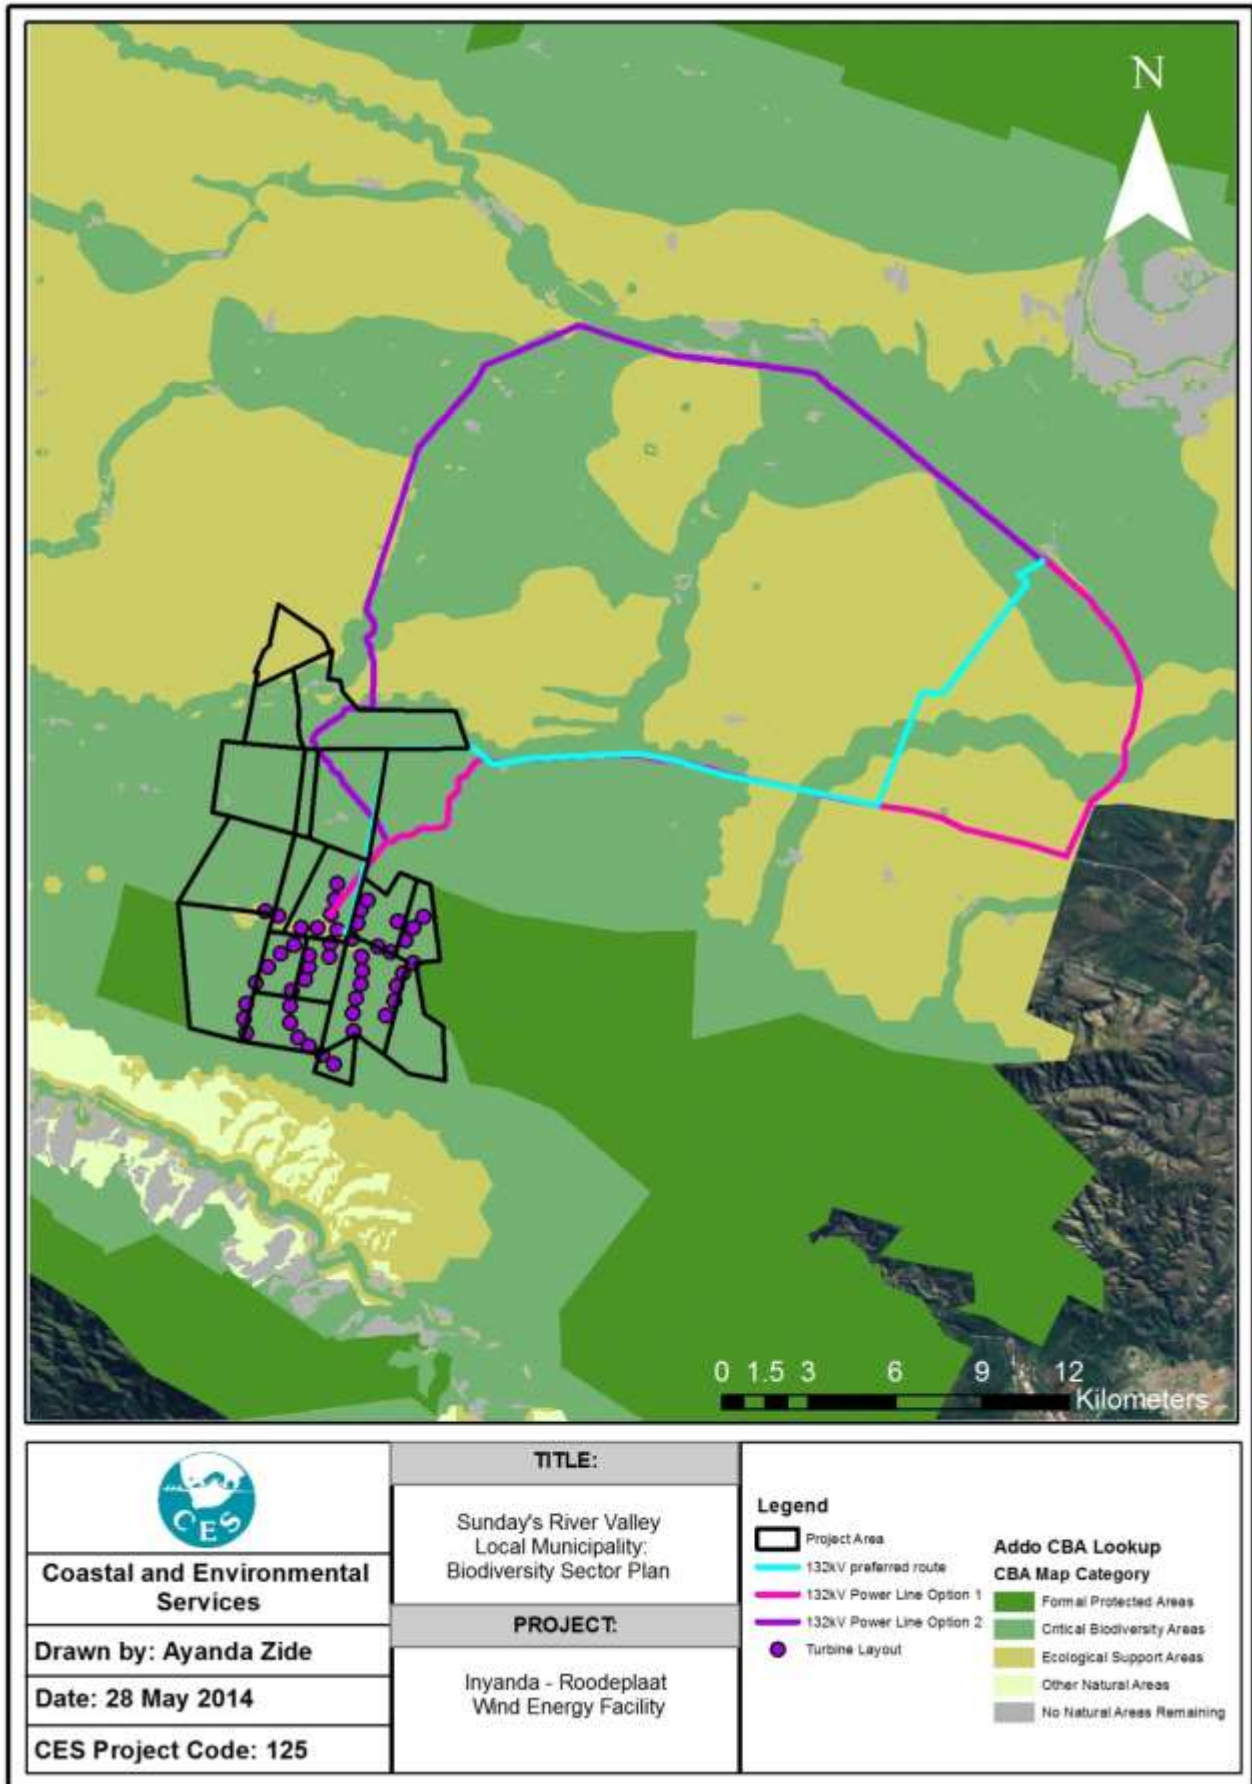 N
0 1.5 3 6 9 12
Kilometers
CES
Coastal and Environmental
Services
Drawn by: Ayanda Zide
Date: 28 May 2014
CES Project Code: 125
TITLE:
Sunday's River Valley
Local Municipality:
Biodiversity Sector Plan
PROJECT:
Inyanda - Roodeplaat
Wind Energy Facility
Legend
Project Area
132kV preferred route
132kV Power Line Option 1
132kV Power Line Option 2
Turbine Layout
Addo CBA Lookup
CBA Map Category
Formal Protected Areas
Critical Biodiversity Areas
Ecological Support Areas
Other Natural Areas
No Natural Areas Remaining